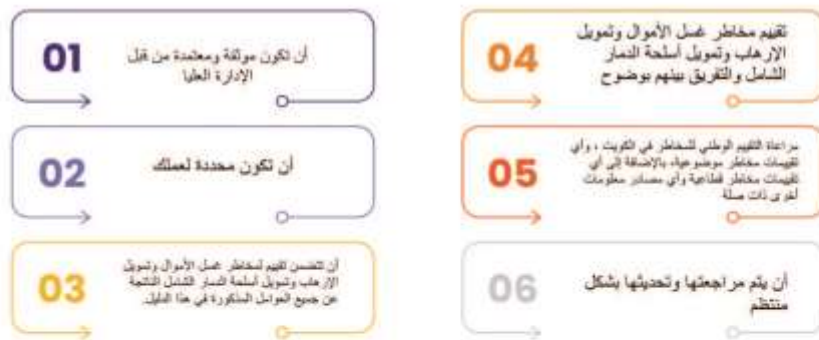 01
أن تكون موثقة ومعتمدة من قبل
الإدارة العليا
02
أن تكون محددة لعملك
03
أن تتضمن تقييم لمخاطر غسل الأموال وتمويل
الإرهاب وتمويل أسلحة الدمار الشامل الناتجة
عن جميع العوامل المذكورة في هذا الدليل.
04
تقييم مخاطر غسل الأموال وتمويل
الإرهاب وتمويل أسلحة الدمار
الشامل والتفريق بينهم بوضوح
05
مراعاة التقييم الوطني للمخاطر في الكويت ، وأي
تقييمات مخاطر موضوعية، بالإضافة إلى أي
تقييمات مخاطر قطاعية وأي مصادر معلومات
أخرى ذات صلة
06
أن يتم مراجعتها وتحديثها بشكل
منتظم